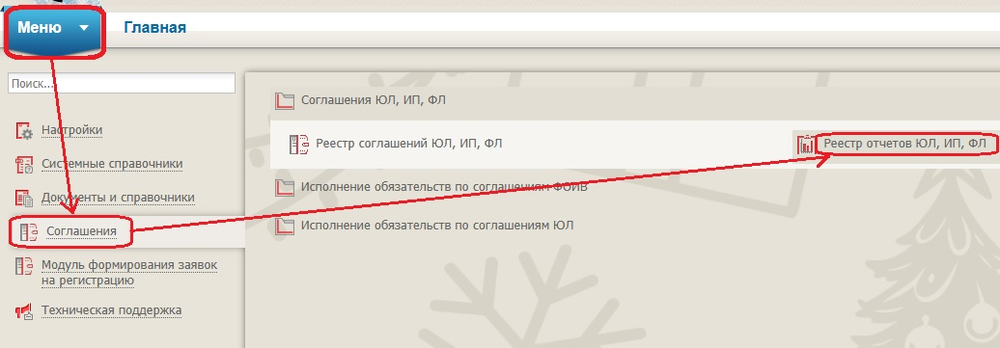 Меню
Главная
Поиск...
Настройки
Системные справочники
Документы и справочники
Соглашения
Модуль формирования заявок
на регистрацию
Техническая поддержка
Соглашения ЮЛ, ИП, ФЛ
Реестр соглашений ЮЛ, ИП, ФЛ
Реестр отчетов ЮЛ, ИП, ФЛ
Исполнение обязательств по соглашениям ФОИВ
Исполнение обязательств по соглашениям ЮЛ